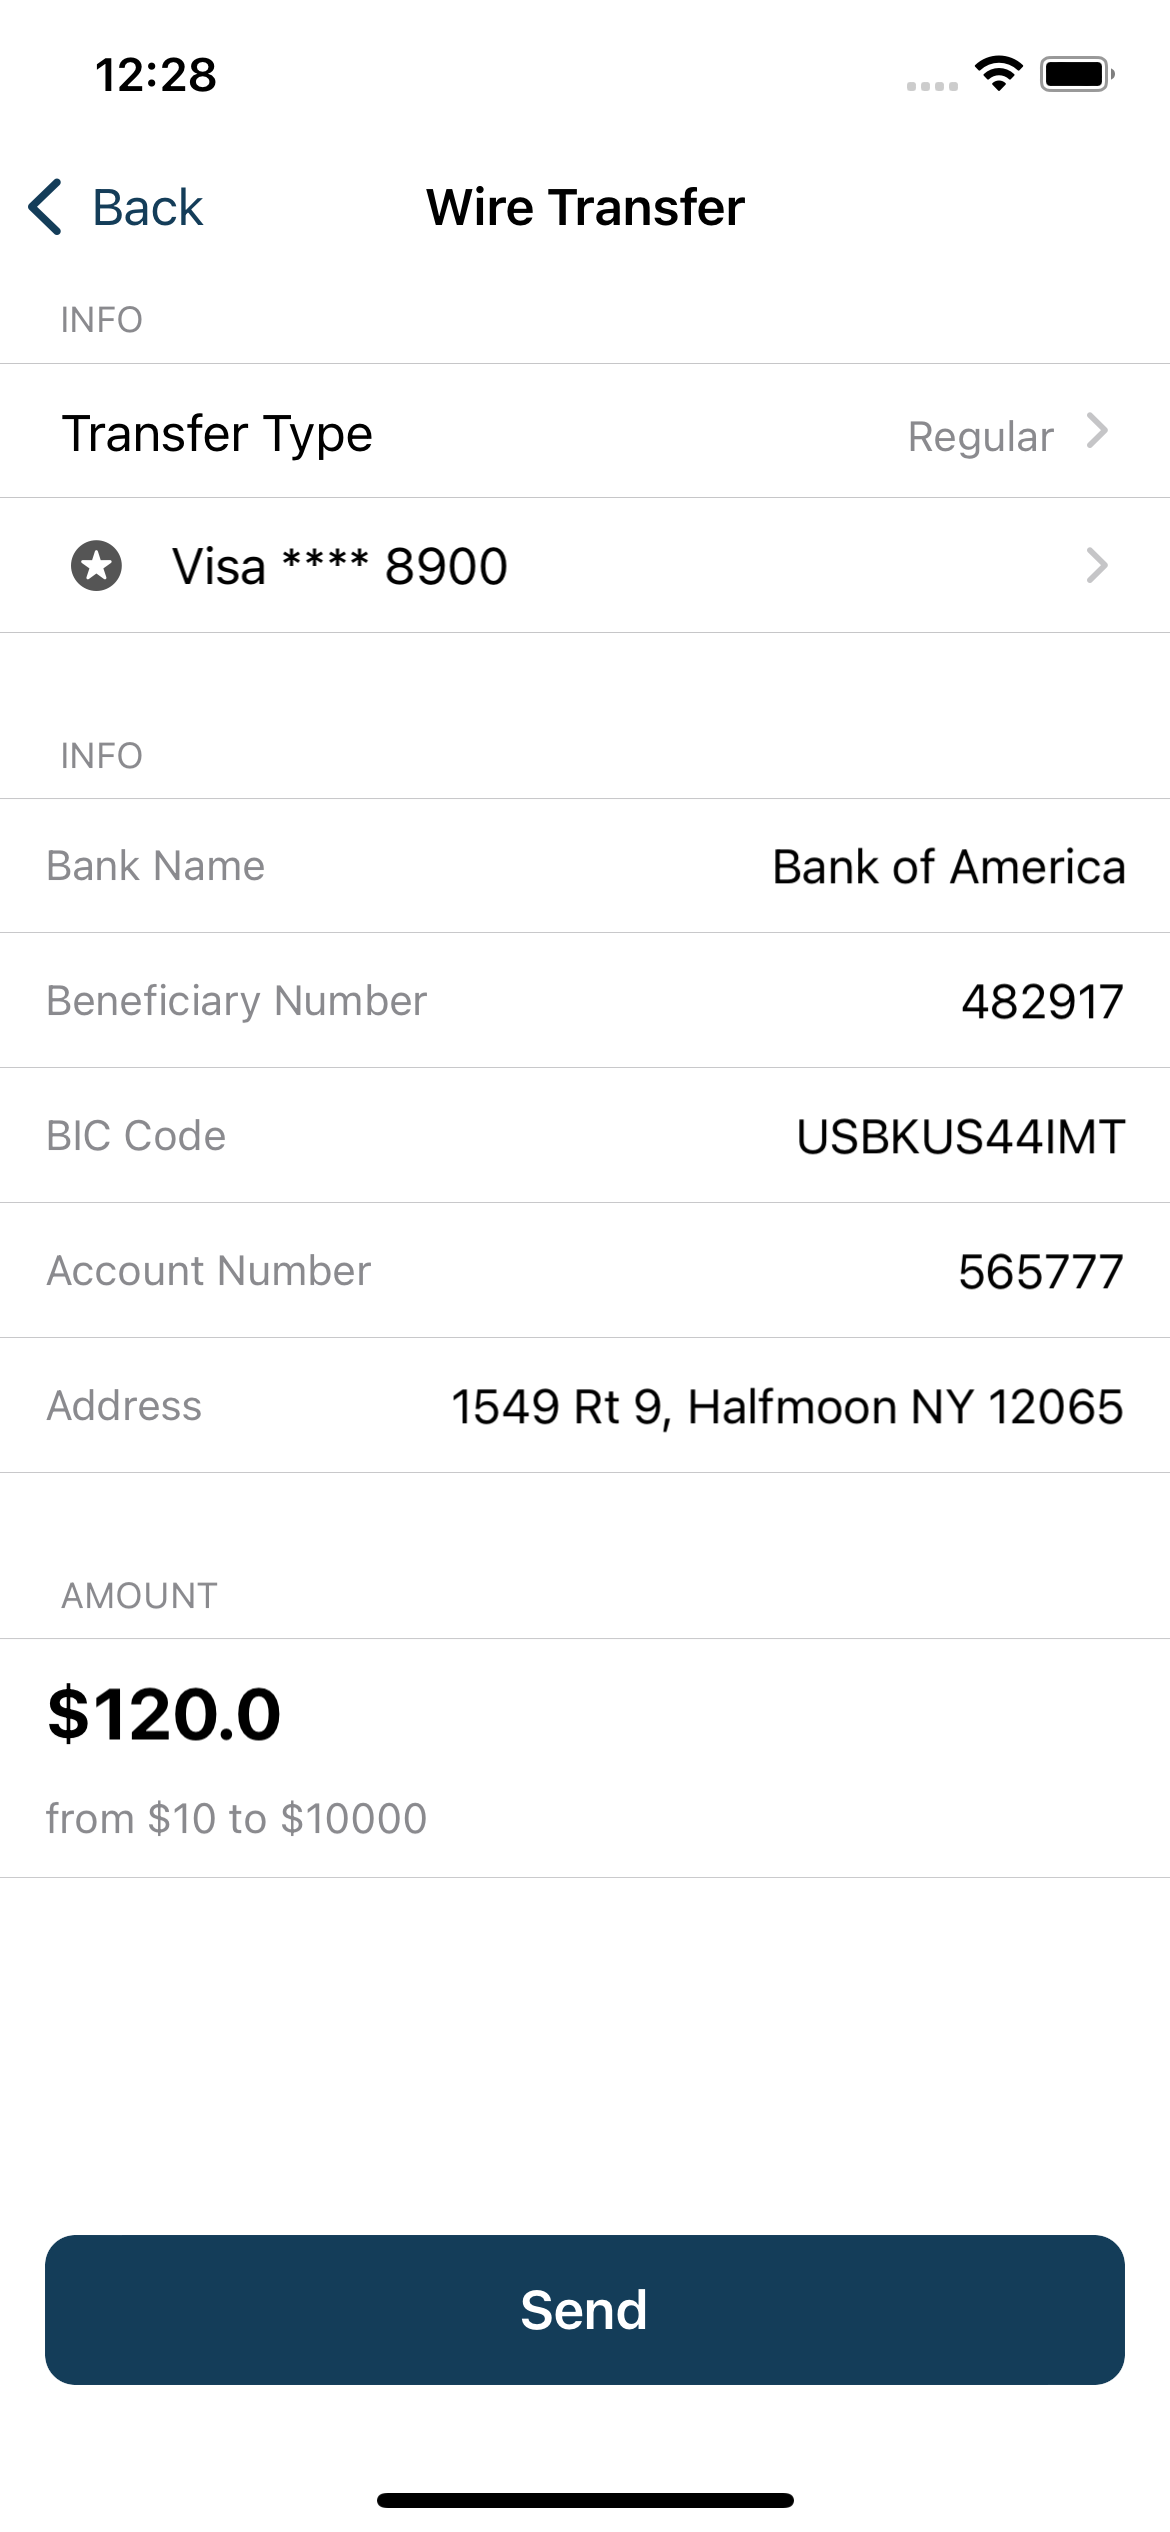 12:28
Back
Wire Transfer
INFO
Transfer Type Regular
Visa **** 8900
INFO
Bank Name Bank of America
Beneficiary Number 482917
BIC Code USBKUS44IMT
Account Number 565777
Address 1549 Rt 9, Halfmoon NY 12065
AMOUNT
$120.0
from $10 to $10000
Send